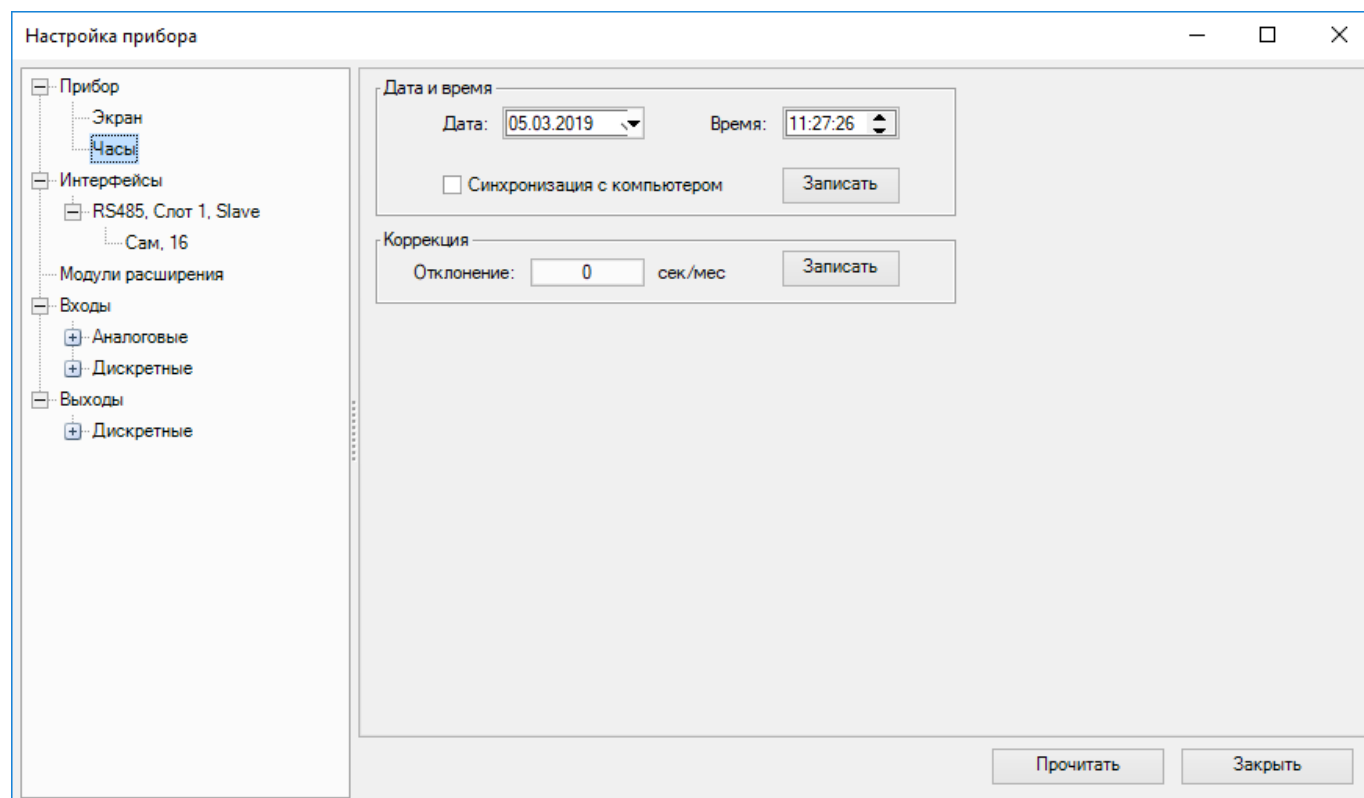 Настройка прибора
Прибор
Экран
Часы
Интерфейсы
RS485, Слот 1, Slave
Сам, 16
Модули расширения
Входы
Аналоговые
Дискретные
Выходы
Дискретные
Дата и время
Дата: 05.03.2019 Время: 11:27:26
Синхронизация с компьютером Записать
Коррекция
Отклонение: 0 сек/мес Записать
Прочитать Закрыть